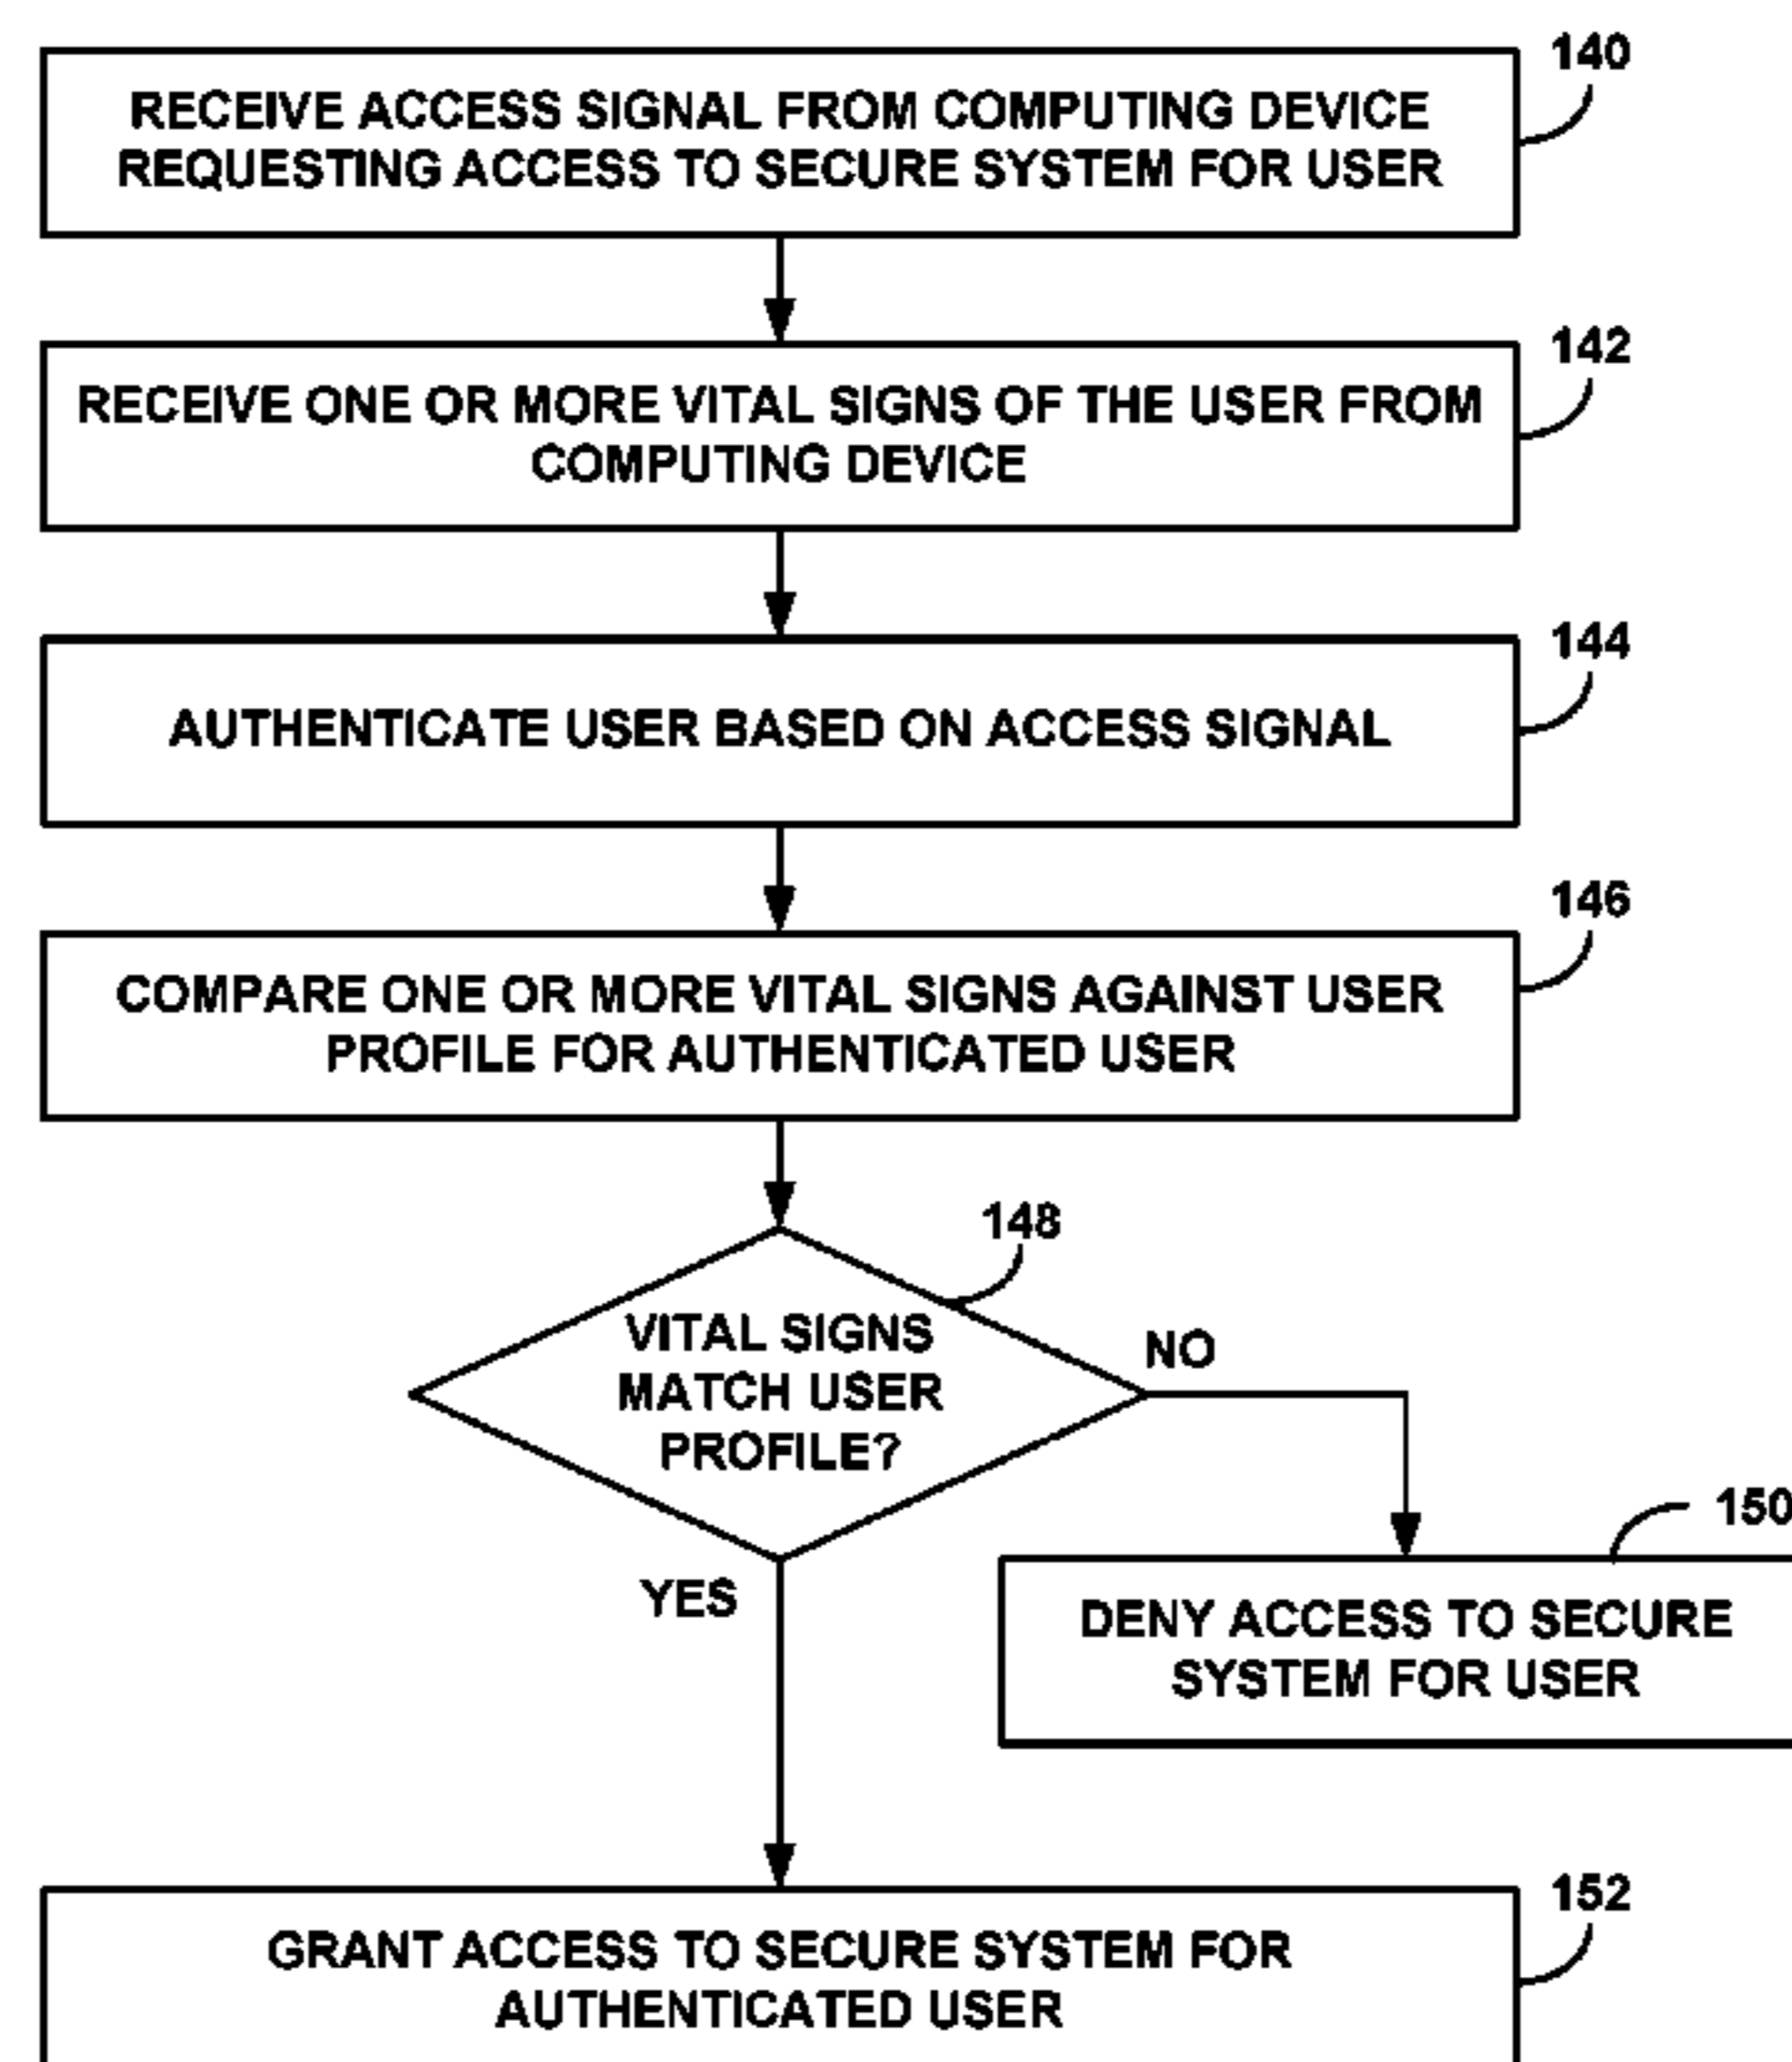 140
RECEIVE ACCESS SIGNAL FROM COMPUTING DEVICE
REQUESTING ACCESS TO SECURE SYSTEM FOR USER
142
RECEIVE ONE OR MORE VITAL SIGNS OF THE USER FROM
COMPUTING DEVICE
144
AUTHENTICATE USER BASED ON ACCESS SIGNAL
146
COMPARE ONE OR MORE VITAL SIGNS AGAINST USER
PROFILE FOR AUTHENTICATED USER
148
VITAL SIGNS
MATCH USER
PROFILE?
NO
150
DENY ACCESS TO SECURE
SYSTEM FOR USER
YES
152
GRANT ACCESS TO SECURE SYSTEM FOR
AUTHENTICATED USER